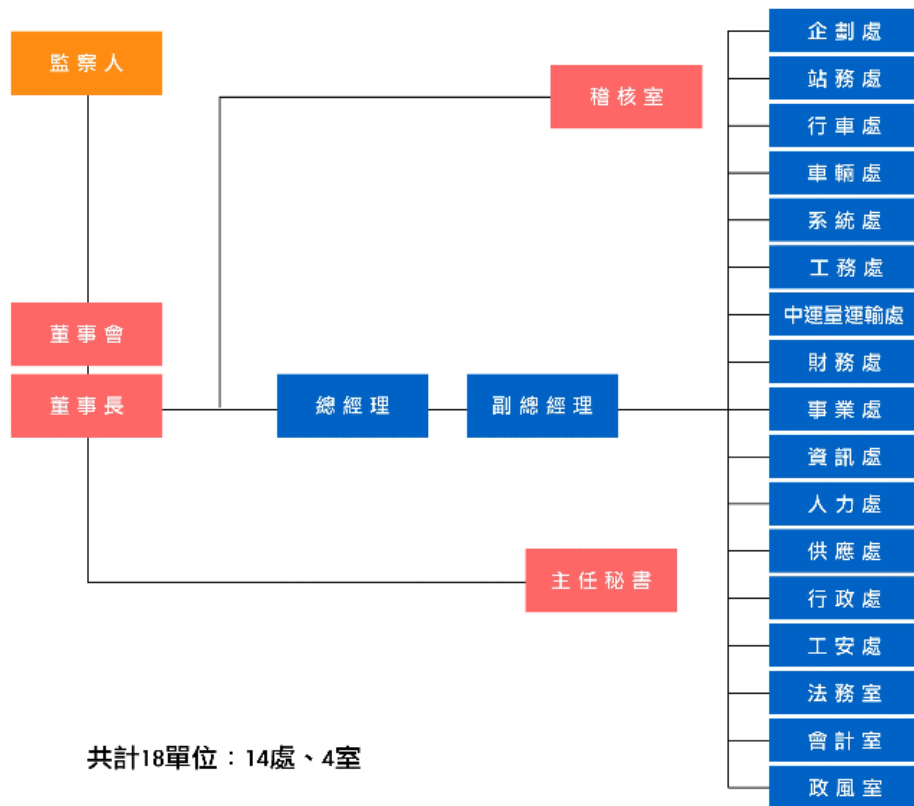 監察人
董事會
董事長
稽核室
總經理
副總經理
主任秘書
企劃處
站務處
行車處
車輛處
系統處
工務處
中運量運輸處
財務處
事業處
資訊處
人力處
供應處
行政處
工安處
法務室
會計室
政風室
共計18單位：14處、4室